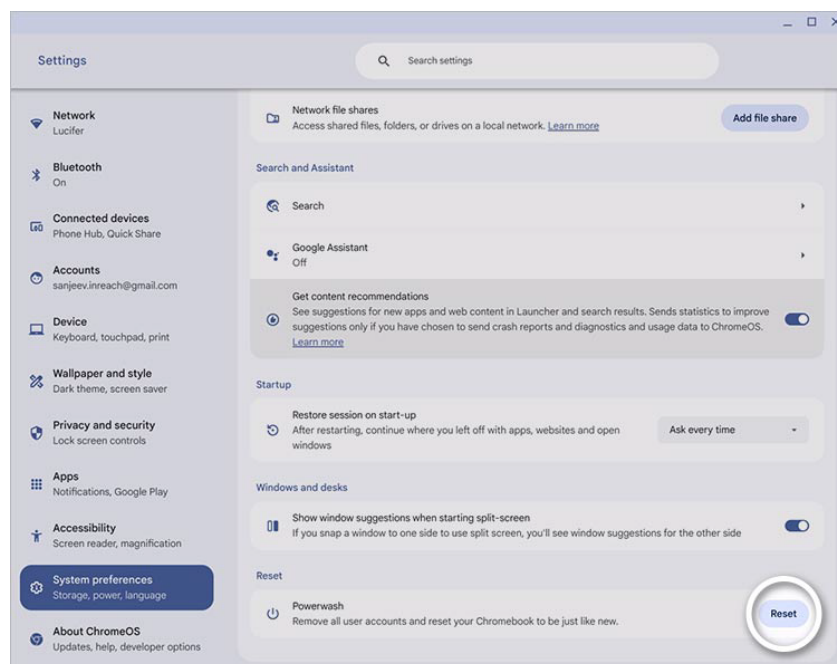 Settings
Search settings
Network
Lucifer
Bluetooth
On
Connected devices
Phone Hub, Quick Share
Accounts
sanjeev.inreach@gmail.com
Device
Keyboard, touchpad, print
Wallpaper and style
Dark theme, screen saver
Privacy and security
Lock screen controls
Apps
Notifications, Google Play
Accessibility
Screen reader, magnification
System preferences
Storage, power, language
About ChromeOS
Updates, help, developer options
Network file shares
Access shared files, folders, or drives on a local network. Learn more
Add file share
Search and Assistant
Search
Google Assistant
Off
Get content recommendations
See suggestions for new apps and web content in Launcher and search results. Sends statistics to improve
suggestions only if you have chosen to send crash reports and diagnostics and usage data to ChromeOS.
Learn more
Startup
Restore session on start-up
After restarting, continue where you left off with apps, websites and open
windows
Ask every time
Windows and desks
Show window suggestions when starting split-screen
If you snap a window to one side to use split screen, you'll see window suggestions for the other side
Reset
Powerwash
Remove all user accounts and reset your Chromebook to be just like new.
Reset